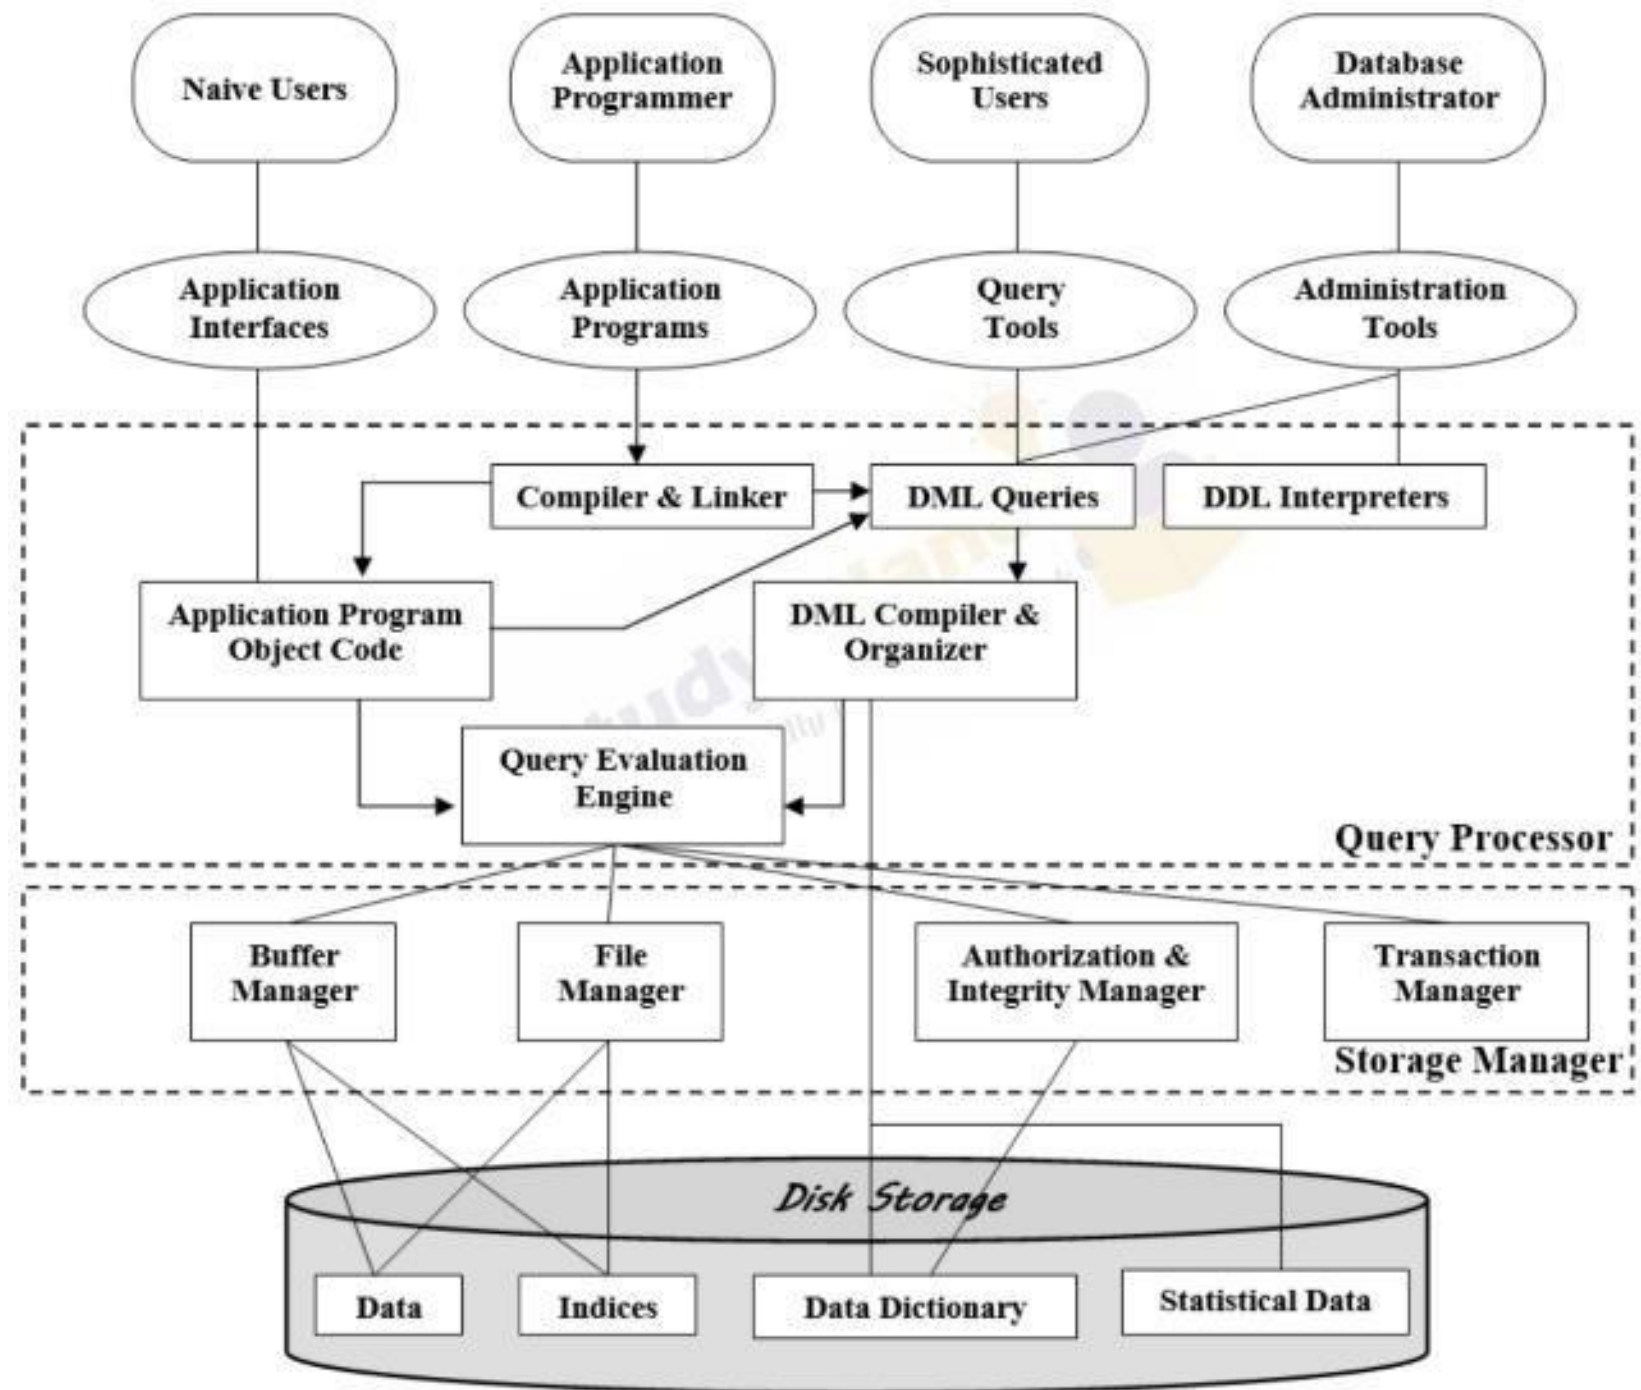 Naive Users
Application
Programmer
Sophisticated
Users
Database
Administrator
Application
Interfaces
Application
Programs
Query
Tools
Administration
Tools
Compiler & Linker
DML Queries
DDL Interpreters
Application Program
Object Code
DML Compiler &
Organizer
Query Evaluation
Engine
Query Processor
Buffer
Manager
File
Manager
Authorization &
Integrity Manager
Transaction
Manager
Storage Manager
Disk Storage
Data
Indices
Data Dictionary
Statistical Data